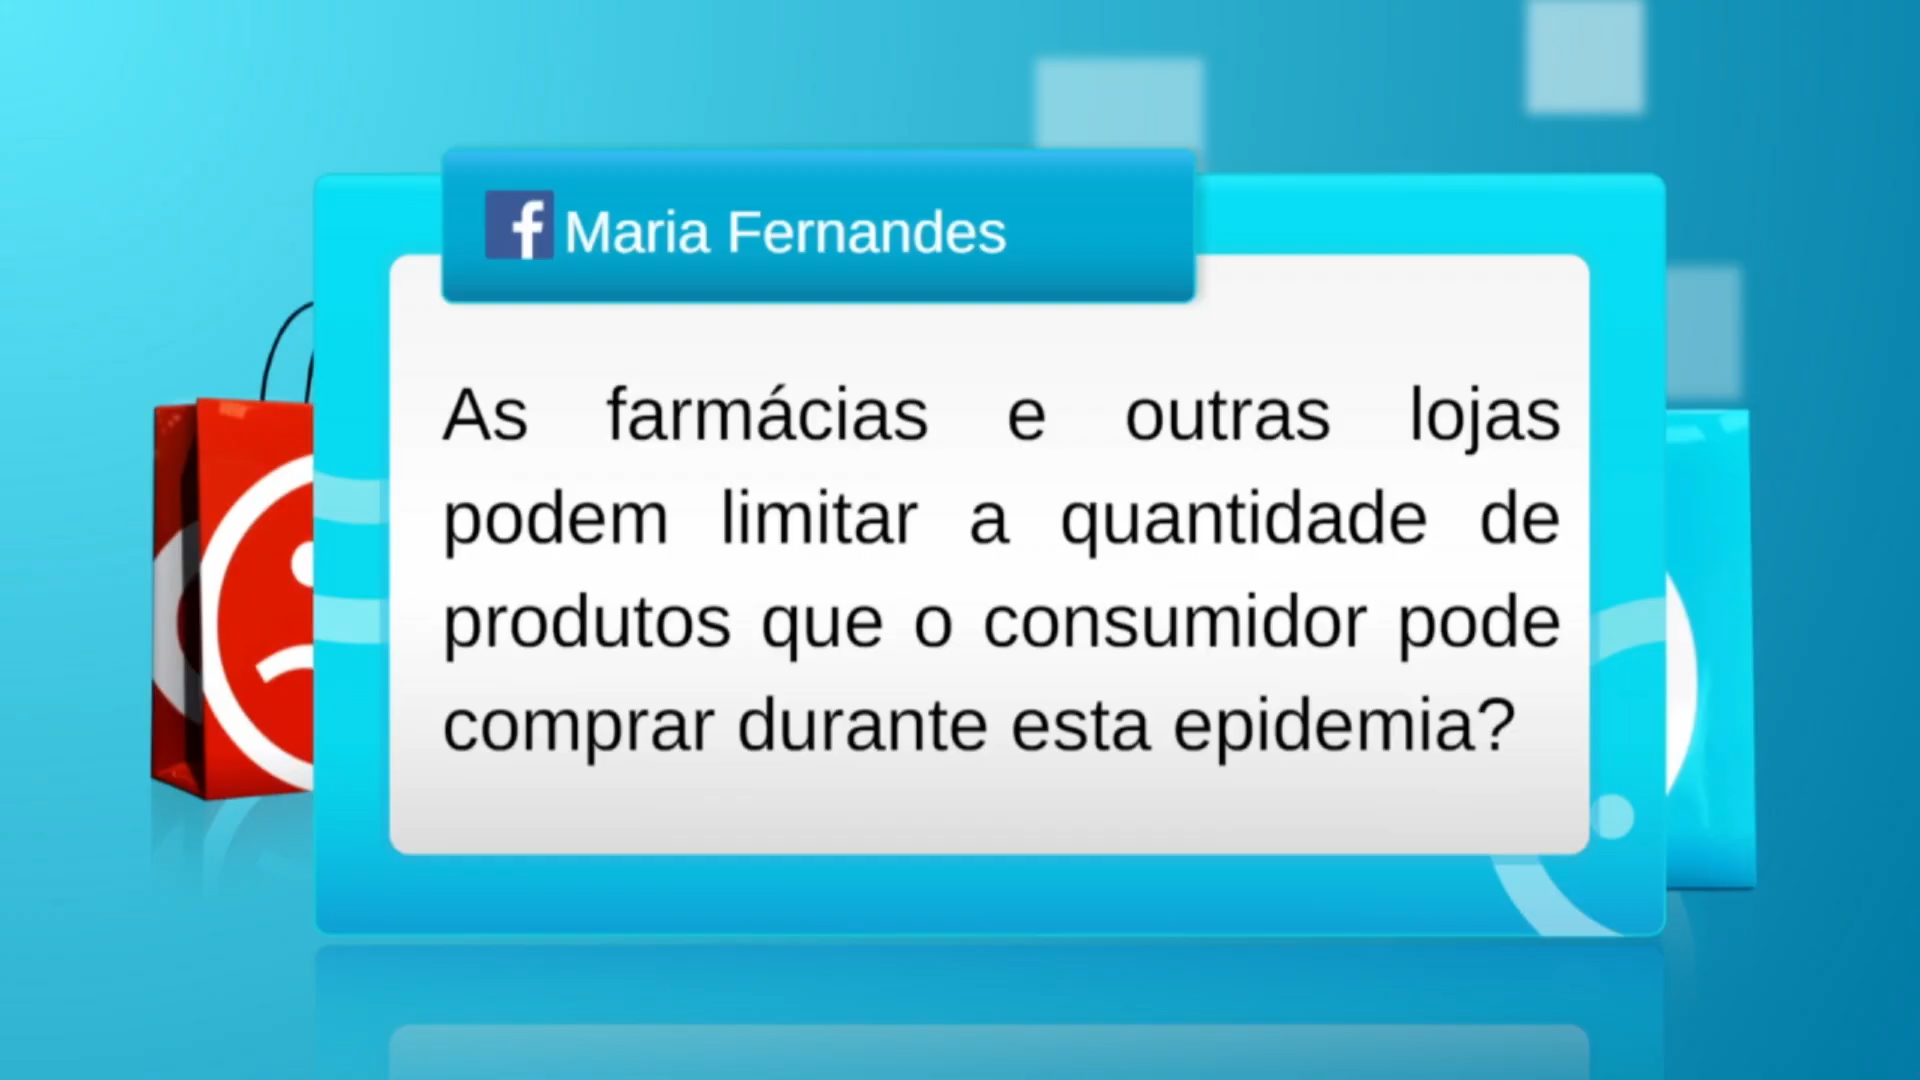 Maria Fernandes
As farmácias e outras lojas
podem limitar a quantidade de
produtos que o consumidor pode
comprar durante esta epidemia?